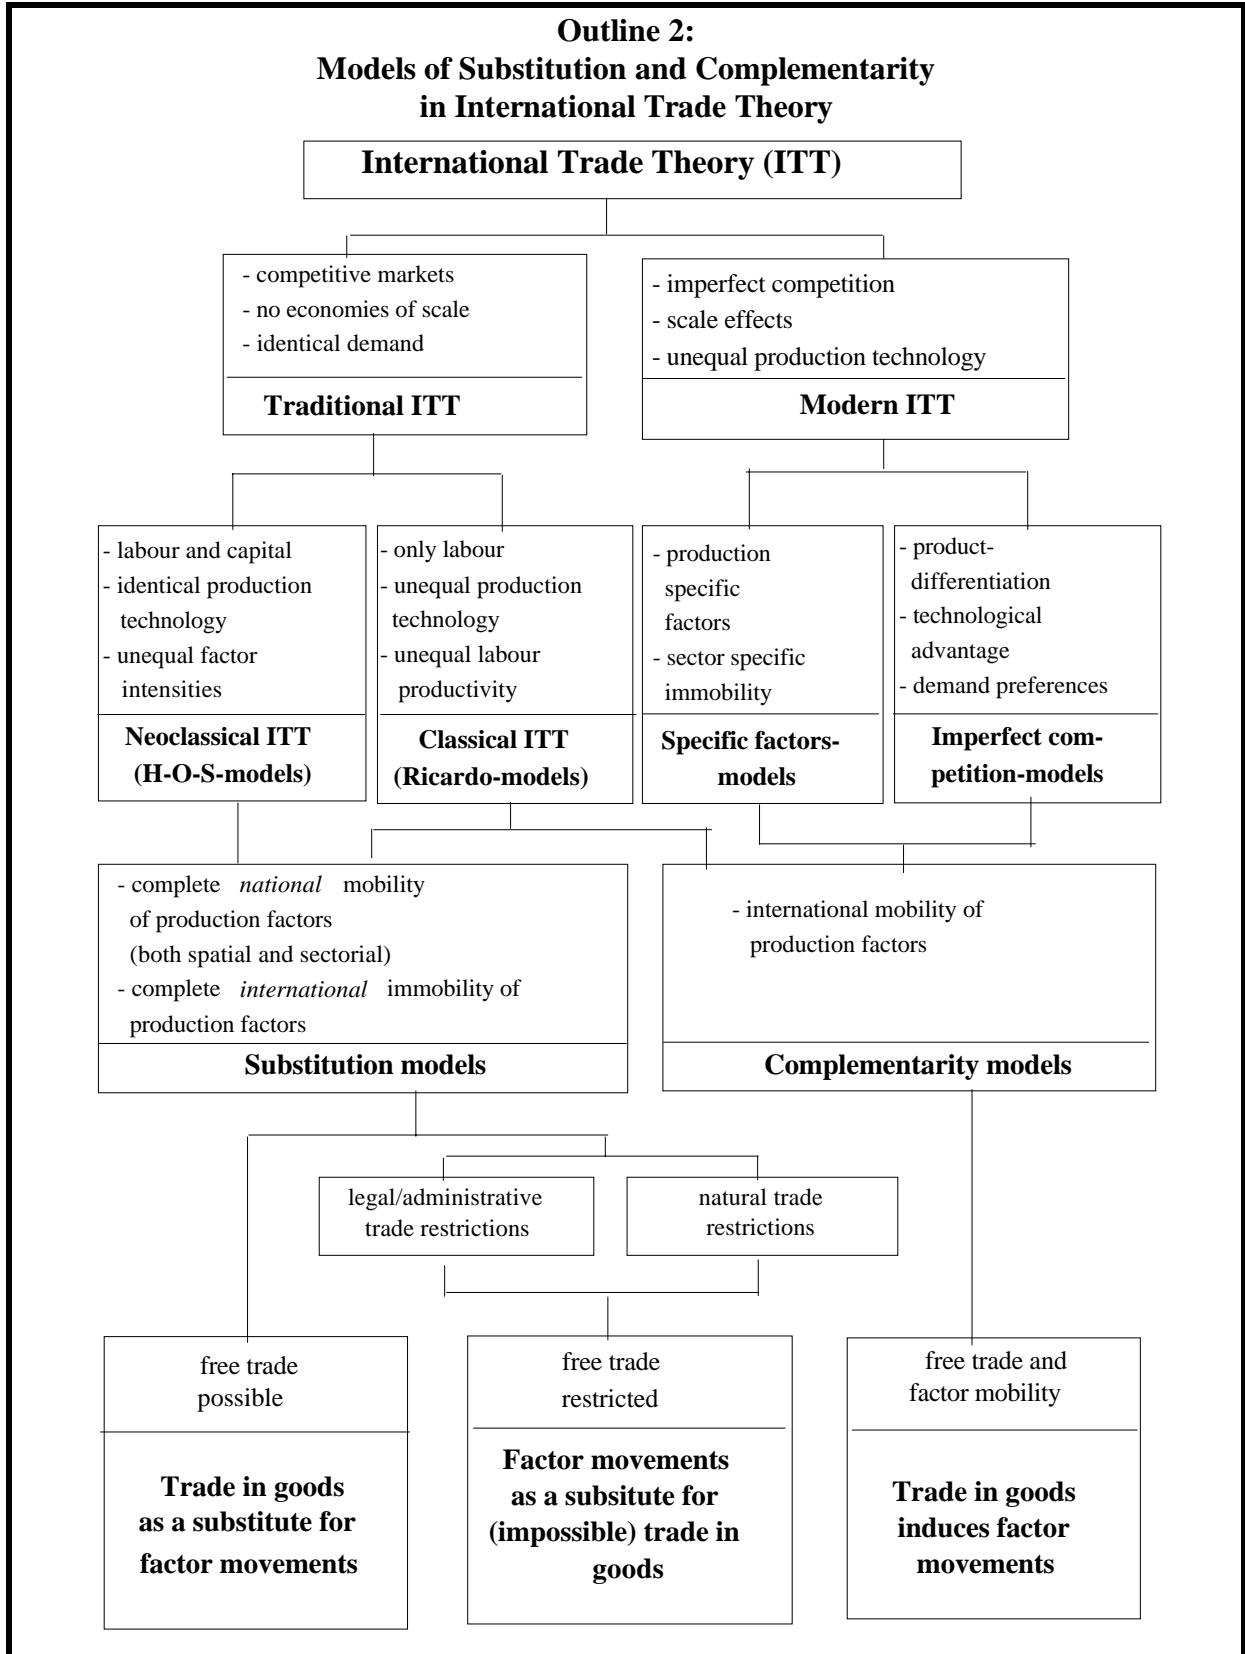 Outline 2:
Models of Substitution and Complementarity
in International Trade Theory
International Trade Theory (ITT)
- competitive markets
- no economies of scale
- identical demand
Traditional ITT
- imperfect competition
- scale effects
- unequal production technology
Modern ITT
- labour and capital
- identical production
technology
- unequal factor
intensities
Neoclassical ITT
(H-O-S-models)
- only labour
- unequal production
technology
- unequal labour
productivity
Classical ITT
(Ricardo-models)
- production
specific
factors
- sector specific
immobility
Specific factors-
models
- product-
differentiation
- technological
advantage
- demand preferences
Imperfect com-
petition-models
- complete national mobility
of production factors
(both spatial and sectorial)
- complete international immobility of
production factors
Substitution models
- international mobility of
production factors
Complementarity models
legal/administrative
trade restrictions
natural trade
restrictions
free trade
possible
Trade in goods
as a substitute for
factor movements
free trade
restricted
Factor movements
as a subsitute for
(impossible) trade in
goods
free trade and
factor mobility
Trade in goods
induces factor
movements